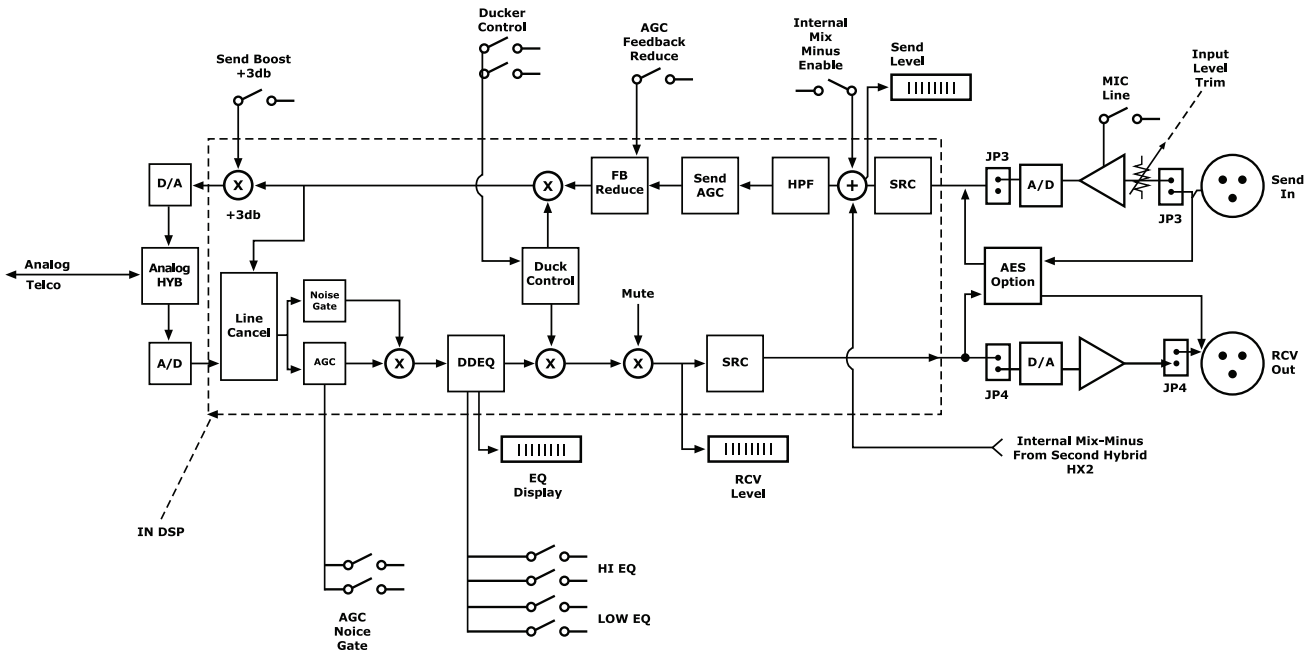 Ducker
Control
Send Boost
+3db
AGC
Feedback
Reduce
Internal
Mix
Minus
Enable
Send
Level
MIC
Line
Input
Level
Trim
D/A
X
+3db
X
FB
Reduce
Send
AGC
HPF
+
SRC
JP3
A/D
JP3
Send
In
Analog
Telco
Analog
HYB
Line
Cancel
Noise
Gate
Duck
Control
Mute
AES
Option
A/D
AGC
X
DDEQ
X
X
SRC
JP4
D/A
JP4
RCV
Out
EQ
Display
RCV
Level
Internal Mix-Minus
From Second Hybrid
HX2
IN DSP
HI EQ
LOW EQ
AGC
Noice
Gate